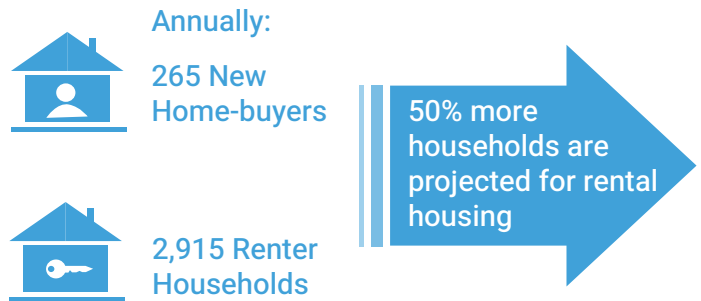 Annually:
265 New
Home-buyers
2,915 Renter
Households
50% more
households are
projected for rental
housing